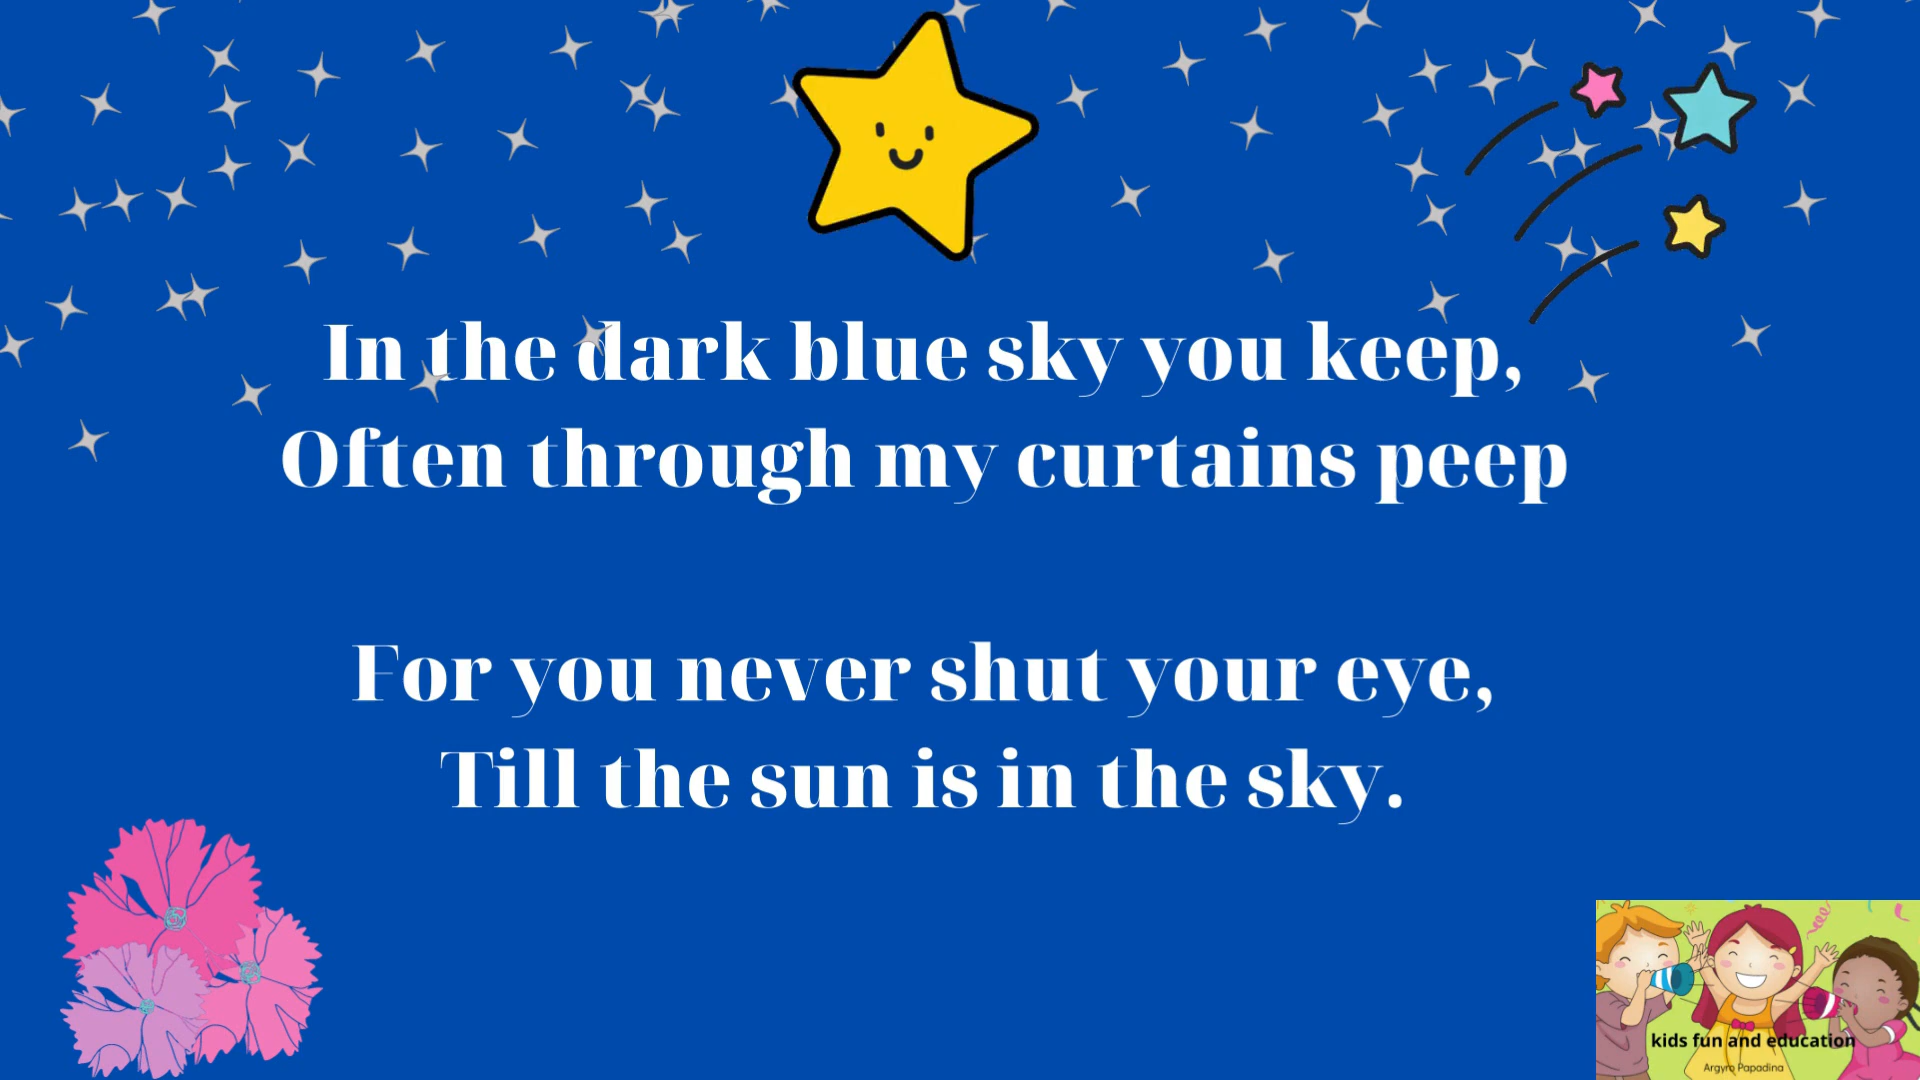 In the dark blue sky you keep,
Often through my curtains peep
For you never shut your eye,
Till the sun is in the sky.
kids fun and education
Argyro Papadina